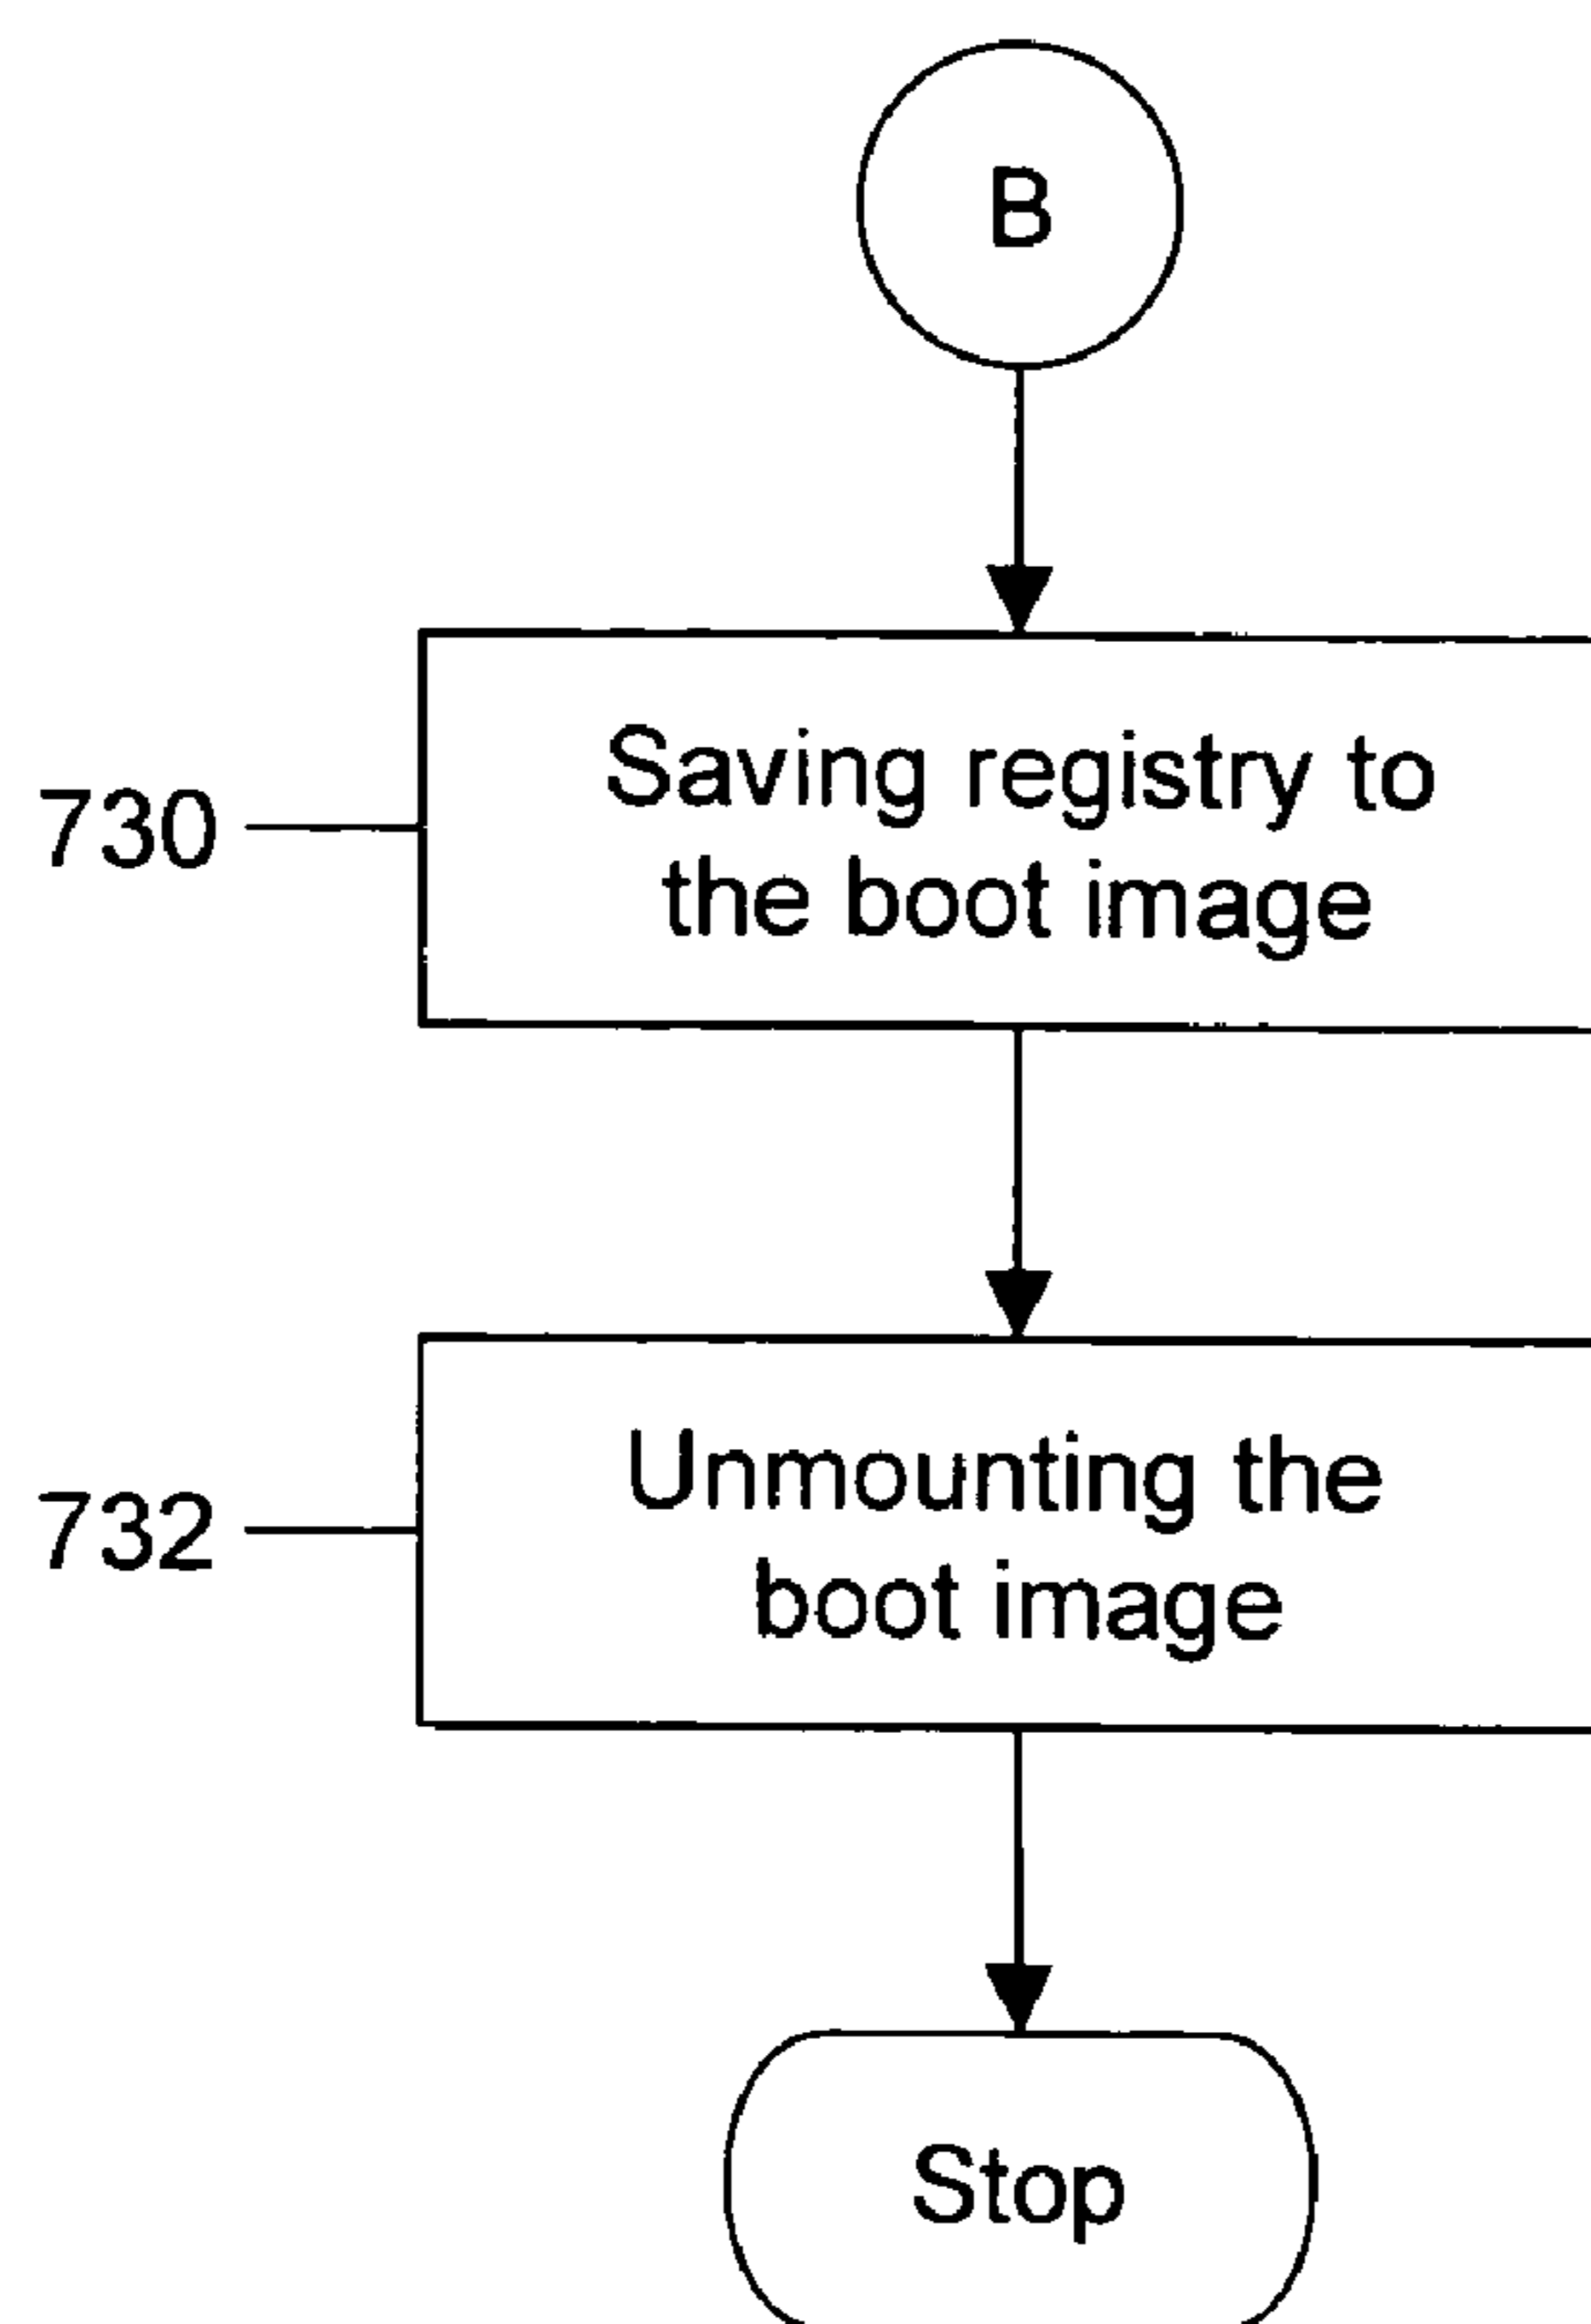 B
730
Saving registry to
the boot image
732
Unmounting the
boot image
Stop